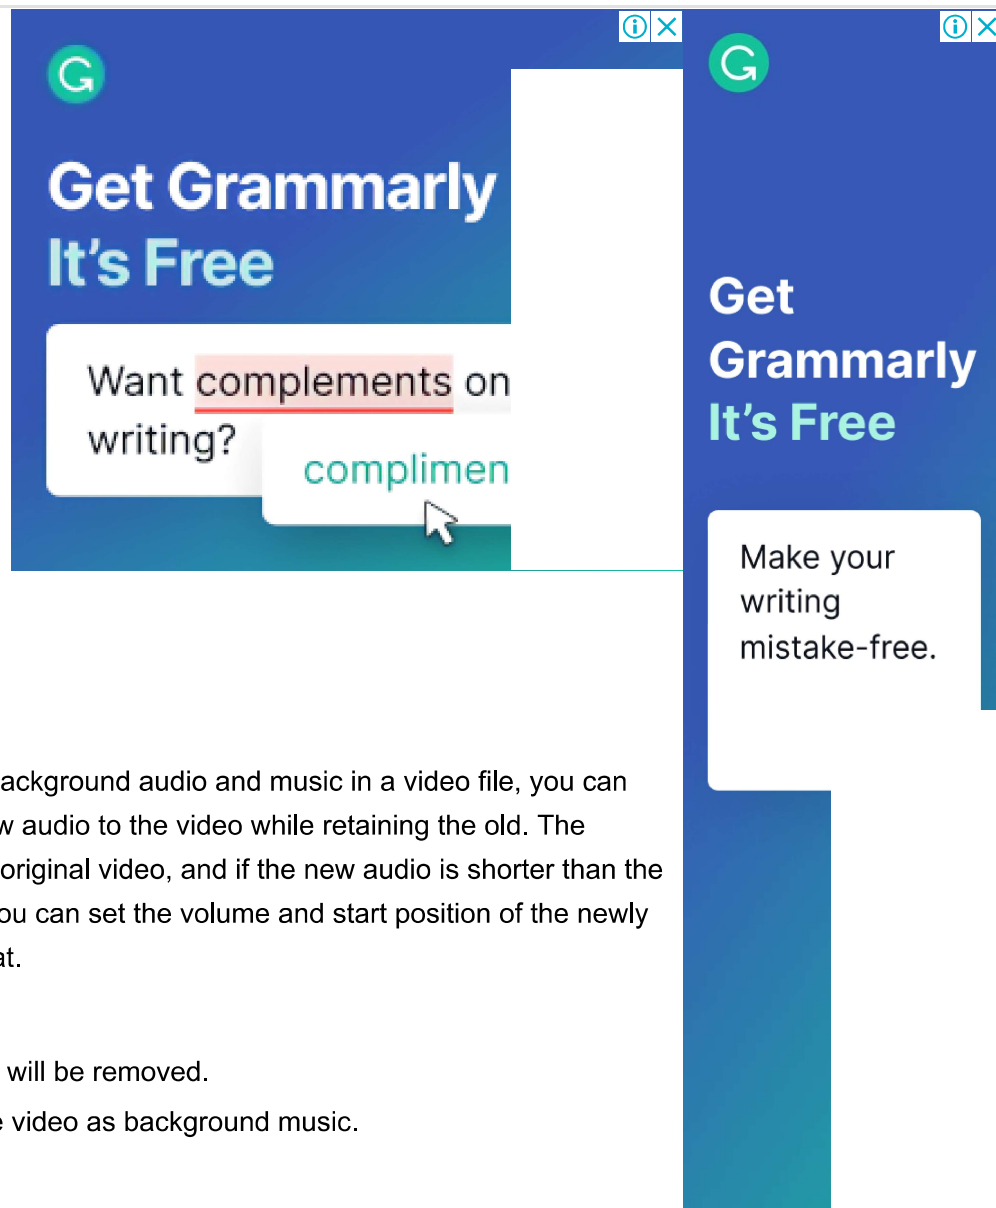 Get Grammarly
It's Free
Want complements on
writing?
complimen
Get
Grammarly
It's Free
Make your
writing
mistake-free.
ackground audio and music in a video file, you can
w audio to the video while retaining the old. The
original video, and if the new audio is shorter than the
ou can set the volume and start position of the newly
at.
will be removed.
e video as background music.